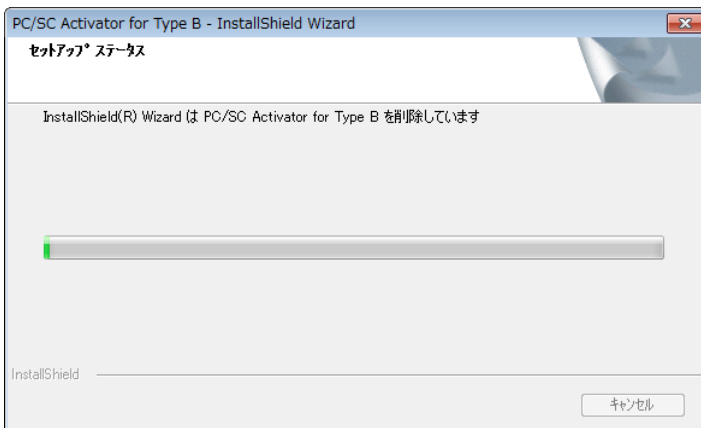 PC/SC Activator for Type B - InstallShield Wizard
ｾｯﾄｱｯﾌﾟ ｽﾃｰﾀｽ
InstallShield(R) Wizard は PC/SC Activator for Type B を削除しています
InstallShield
ｷｬﾝｾﾙ